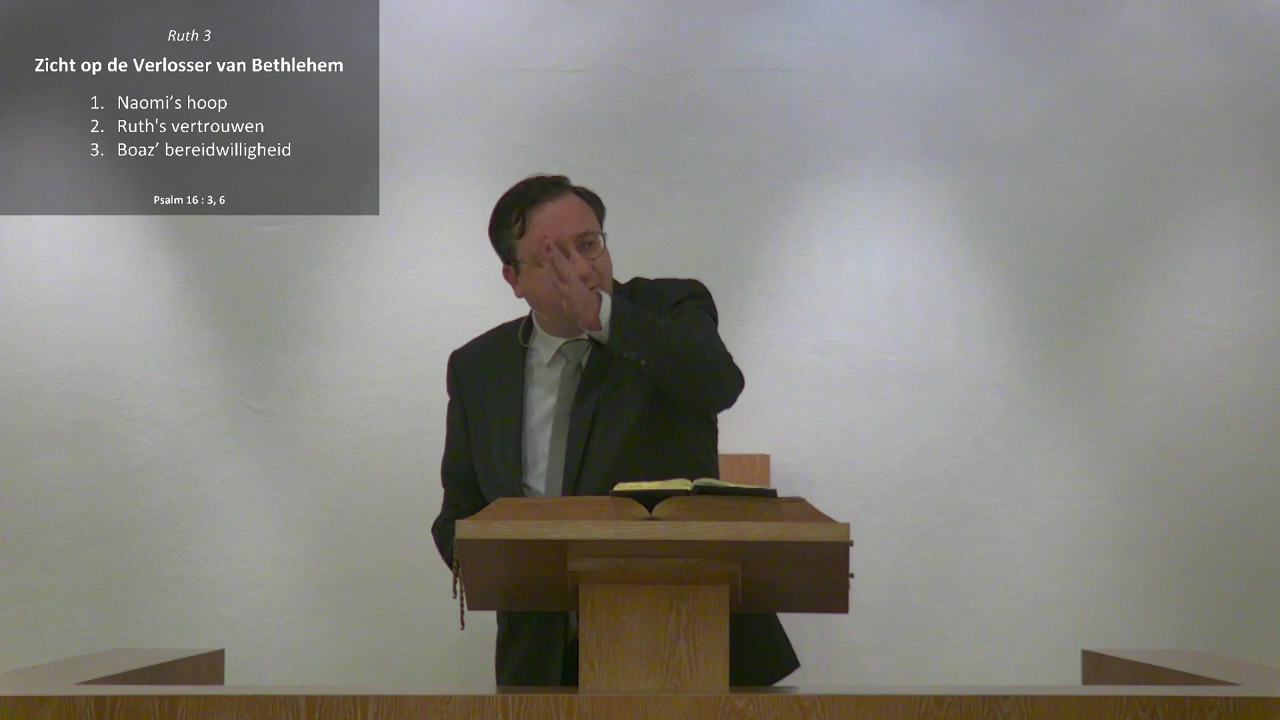 Ruth 3
Zicht op de Verlosser van Bethlehem
1. Naomi’s hoop
2. Ruth's vertrouwen
3. Boaz’ bereidwilligheid
Psalm 16 : 3, 6